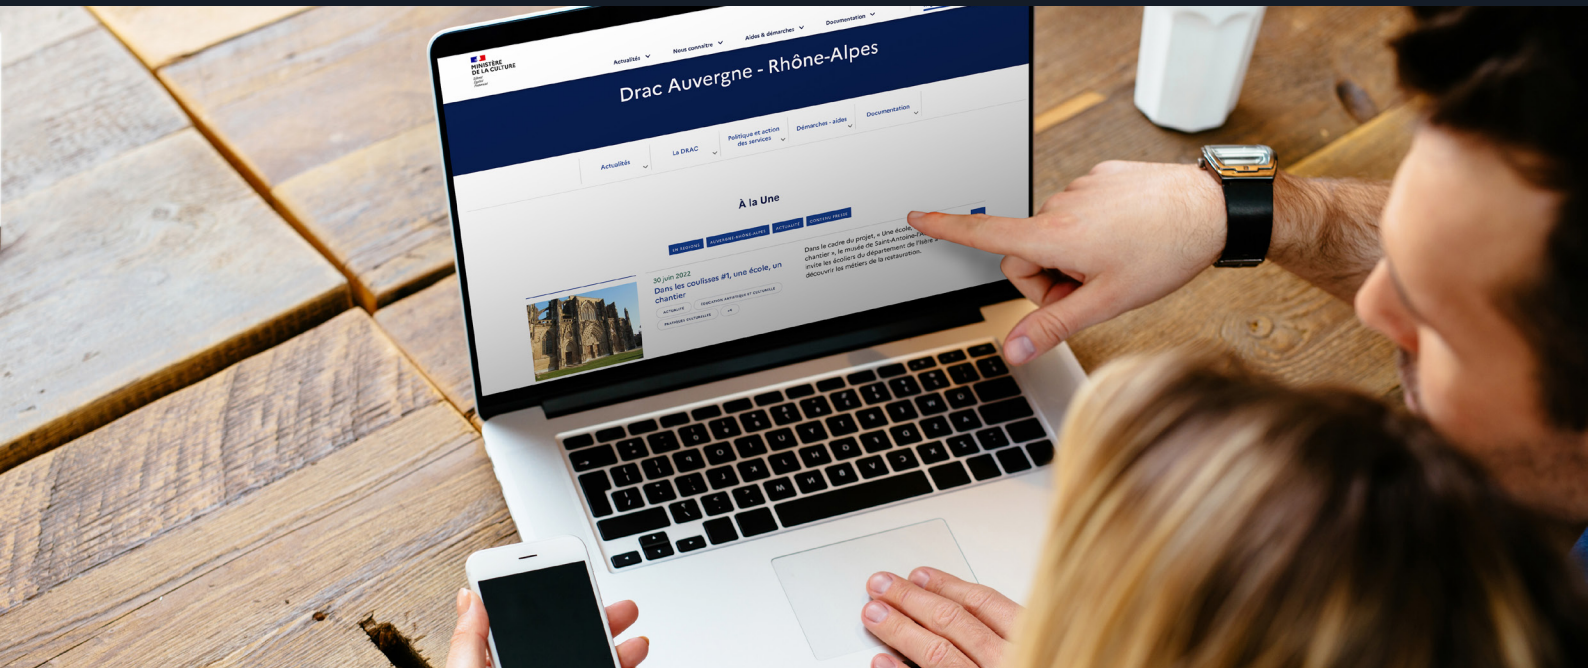 MINISTÈRE
DE LA CULTURE
Actualités
Nous connaître
Aides & démarches
Documentation
Drac Auvergne - Rhône-Alpes
Actualités
La DRAC
Politique et action
des services
Démarches - aides
Documentation
À la Une
EN RÉGIONS
AUVERGNE-RHÔNE-ALPES
ACTUALITÉ
CONTENU PRESSE
30 juin 2022
Dans les coulisses #1, une école, un
chantier
ACTUALITÉ
ÉDUCATION ARTISTIQUE ET CULTURELLE
PRATIQUES CULTURELLES
Dans le cadre du projet, « Une école,
chantier », le musée de Saint-Antoine-l'A
invite les écoliers du département de l'Isère
découvrir les métiers de la restauration.